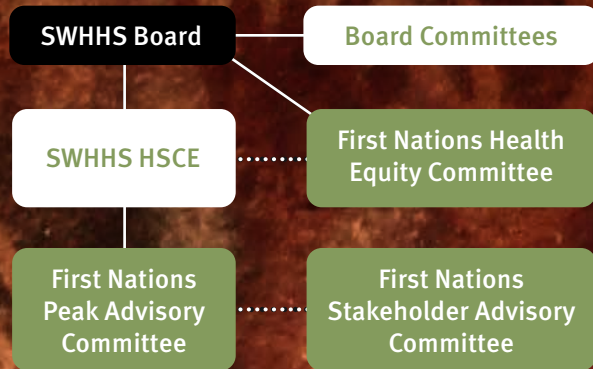 SWHHS Board
Board Committees
SWHHS HSCE
First Nations Health
Equity Committee
First Nations
Peak Advisory
Committee
First Nations
Stakeholder Advisory
Committee